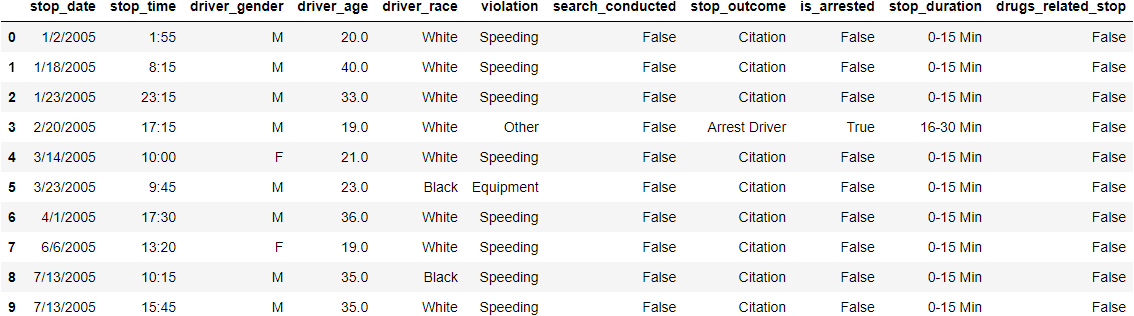 stop_date stop_time driver_gender driver_age driver_race violation search_conducted stop_outcome is_arrested stop_duration drugs_related_stop
0 1/2/2005 1:55 M 20.0 White Speeding False Citation False 0-15 Min False
1 1/18/2005 8:15 M 40.0 White Speeding False Citation False 0-15 Min False
2 1/23/2005 23:15 M 33.0 White Speeding False Citation False 0-15 Min False
3 2/20/2005 17:15 M 19.0 White Other False Arrest Driver True 16-30 Min False
4 3/14/2005 10:00 F 21.0 White Speeding False Citation False 0-15 Min False
5 3/23/2005 9:45 M 23.0 Black Equipment False Citation False 0-15 Min False
6 4/1/2005 17:30 M 36.0 White Speeding False Citation False 0-15 Min False
7 6/6/2005 13:20 F 19.0 White Speeding False Citation False 0-15 Min False
8 7/13/2005 10:15 M 35.0 Black Speeding False Citation False 0-15 Min False
9 7/13/2005 15:45 M 35.0 White Speeding False Citation False 0-15 Min False